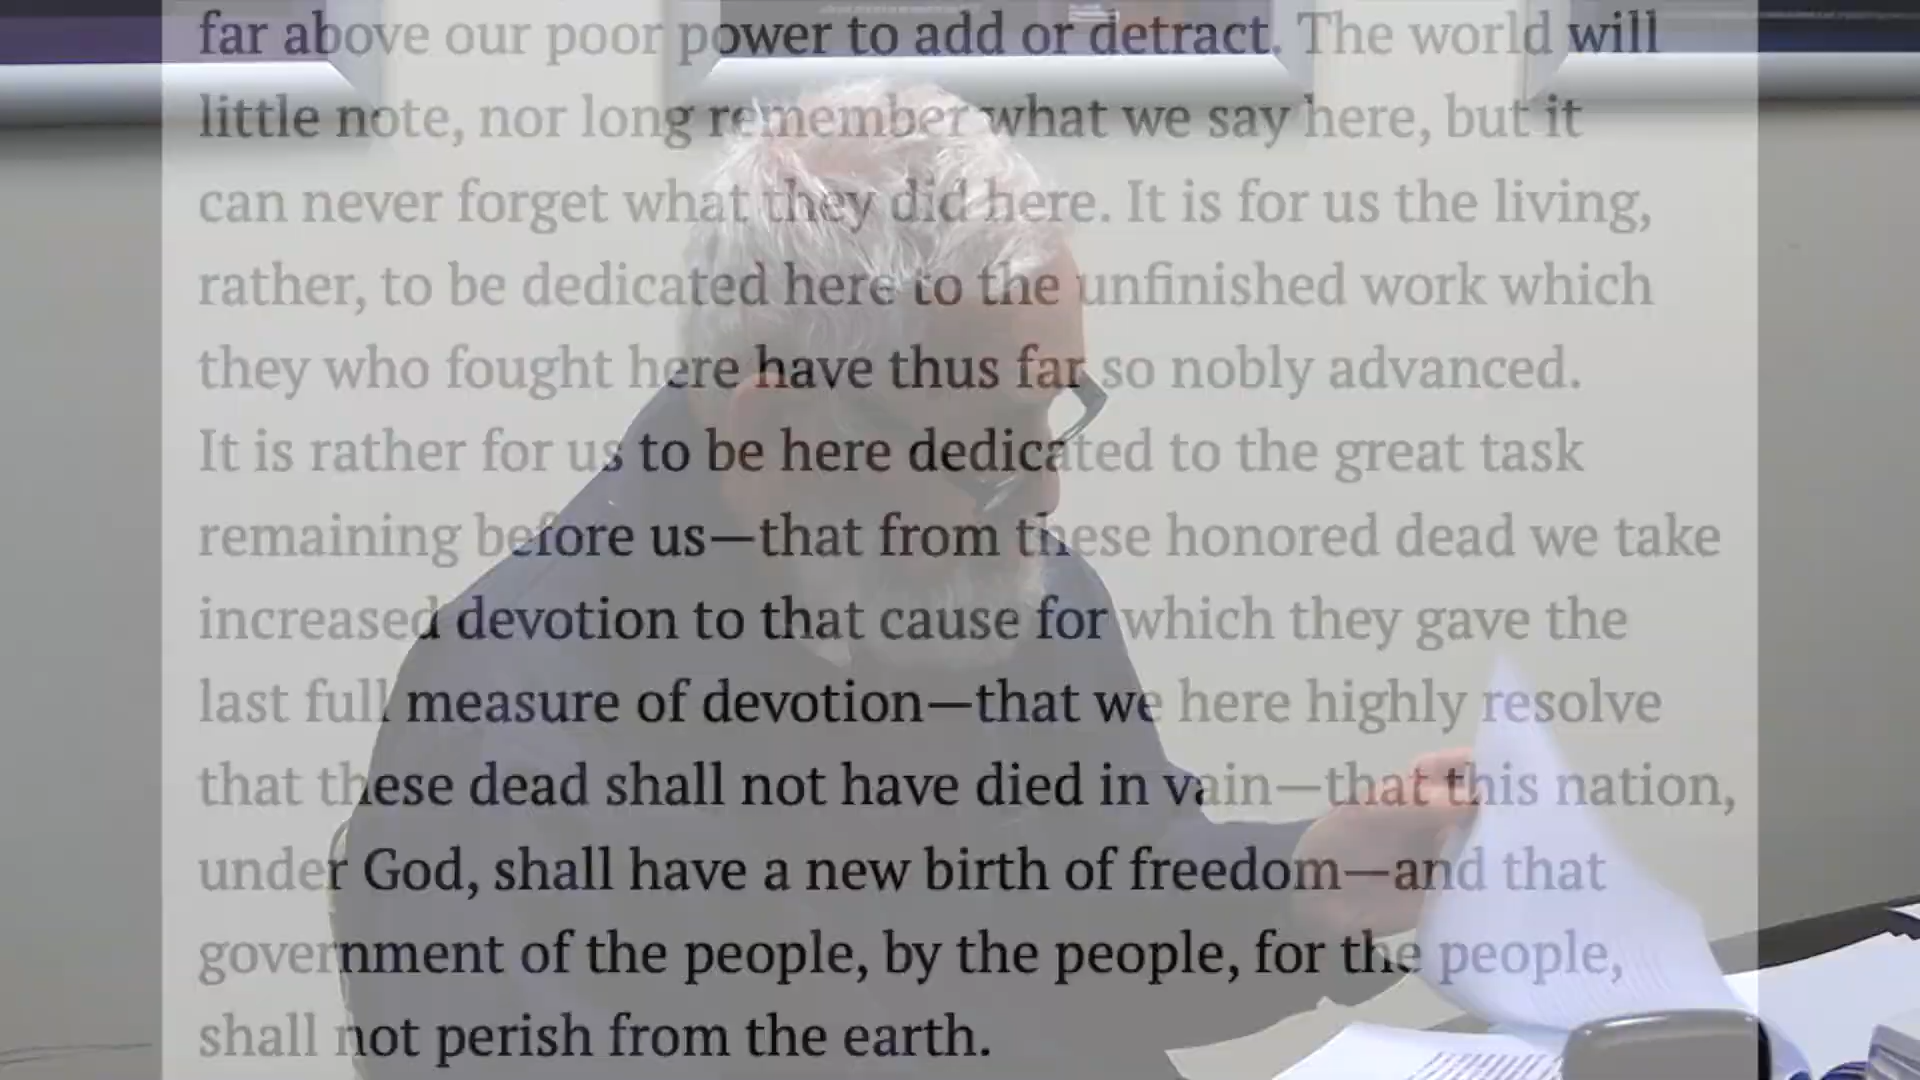 far above our poor power to add or detract. The world will
little note, nor long remember what we say here, but it
can never forget what they did here. It is for us the living,
rather, to be dedicated here to the unfinished work which
they who fought here have thus far so nobly advanced.
It is rather for us to be here dedicated to the great task
remaining before us—that from these honored dead we take
increased devotion to that cause for which they gave the
last full measure of devotion—that we here highly resolve
that these dead shall not have died in vain—that this nation,
under God, shall have a new birth of freedom—and that
government of the people, by the people, for the people,
shall not perish from the earth.